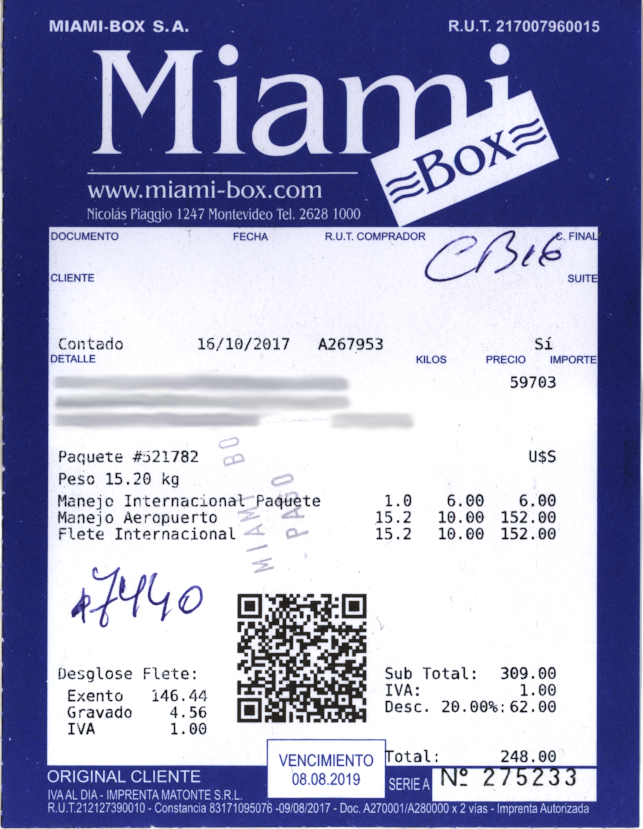 MIAMI-BOX S.A. R.U.T. 217007960015
Miami
Box
www.miami-box.com
Nicolás Piaggio 1247 Montevideo Tel. 2628 1000
DOCUMENTO FECHA R.U.T. COMPRADOR C. FINAL
CB16
CLIENTE SUITE
Contado 16/10/2017 A267953 Sí
DETALLE KILOS PRECIO IMPORTE
59703
Paquete #521782 U$S
Peso 15.20 kg
Manejo Internacional Paquete 1.0 6.00 6.00
Manejo Aeropuerto 15.2 10.00 152.00
Flete Internacional 15.2 10.00 152.00
MIAMI BO
PAGO
$7440
Desglose Flete: Sub Total: 309.00
Exento 146.44 IVA: 1.00
Gravado 4.56 Desc. 20.00%: 62.00
IVA 1.00
VENCIMIENTO Total: 248.00
08.08.2019
ORIGINAL CLIENTE SERIE A Nº 275233
IVA AL DIA - IMPRENTA MATONTE S.R.L.
R.U.T.212127390010 - Constancia 83171095076 -09/08/2017 - Doc. A270001/A280000 x 2 vías - Imprenta Autorizada